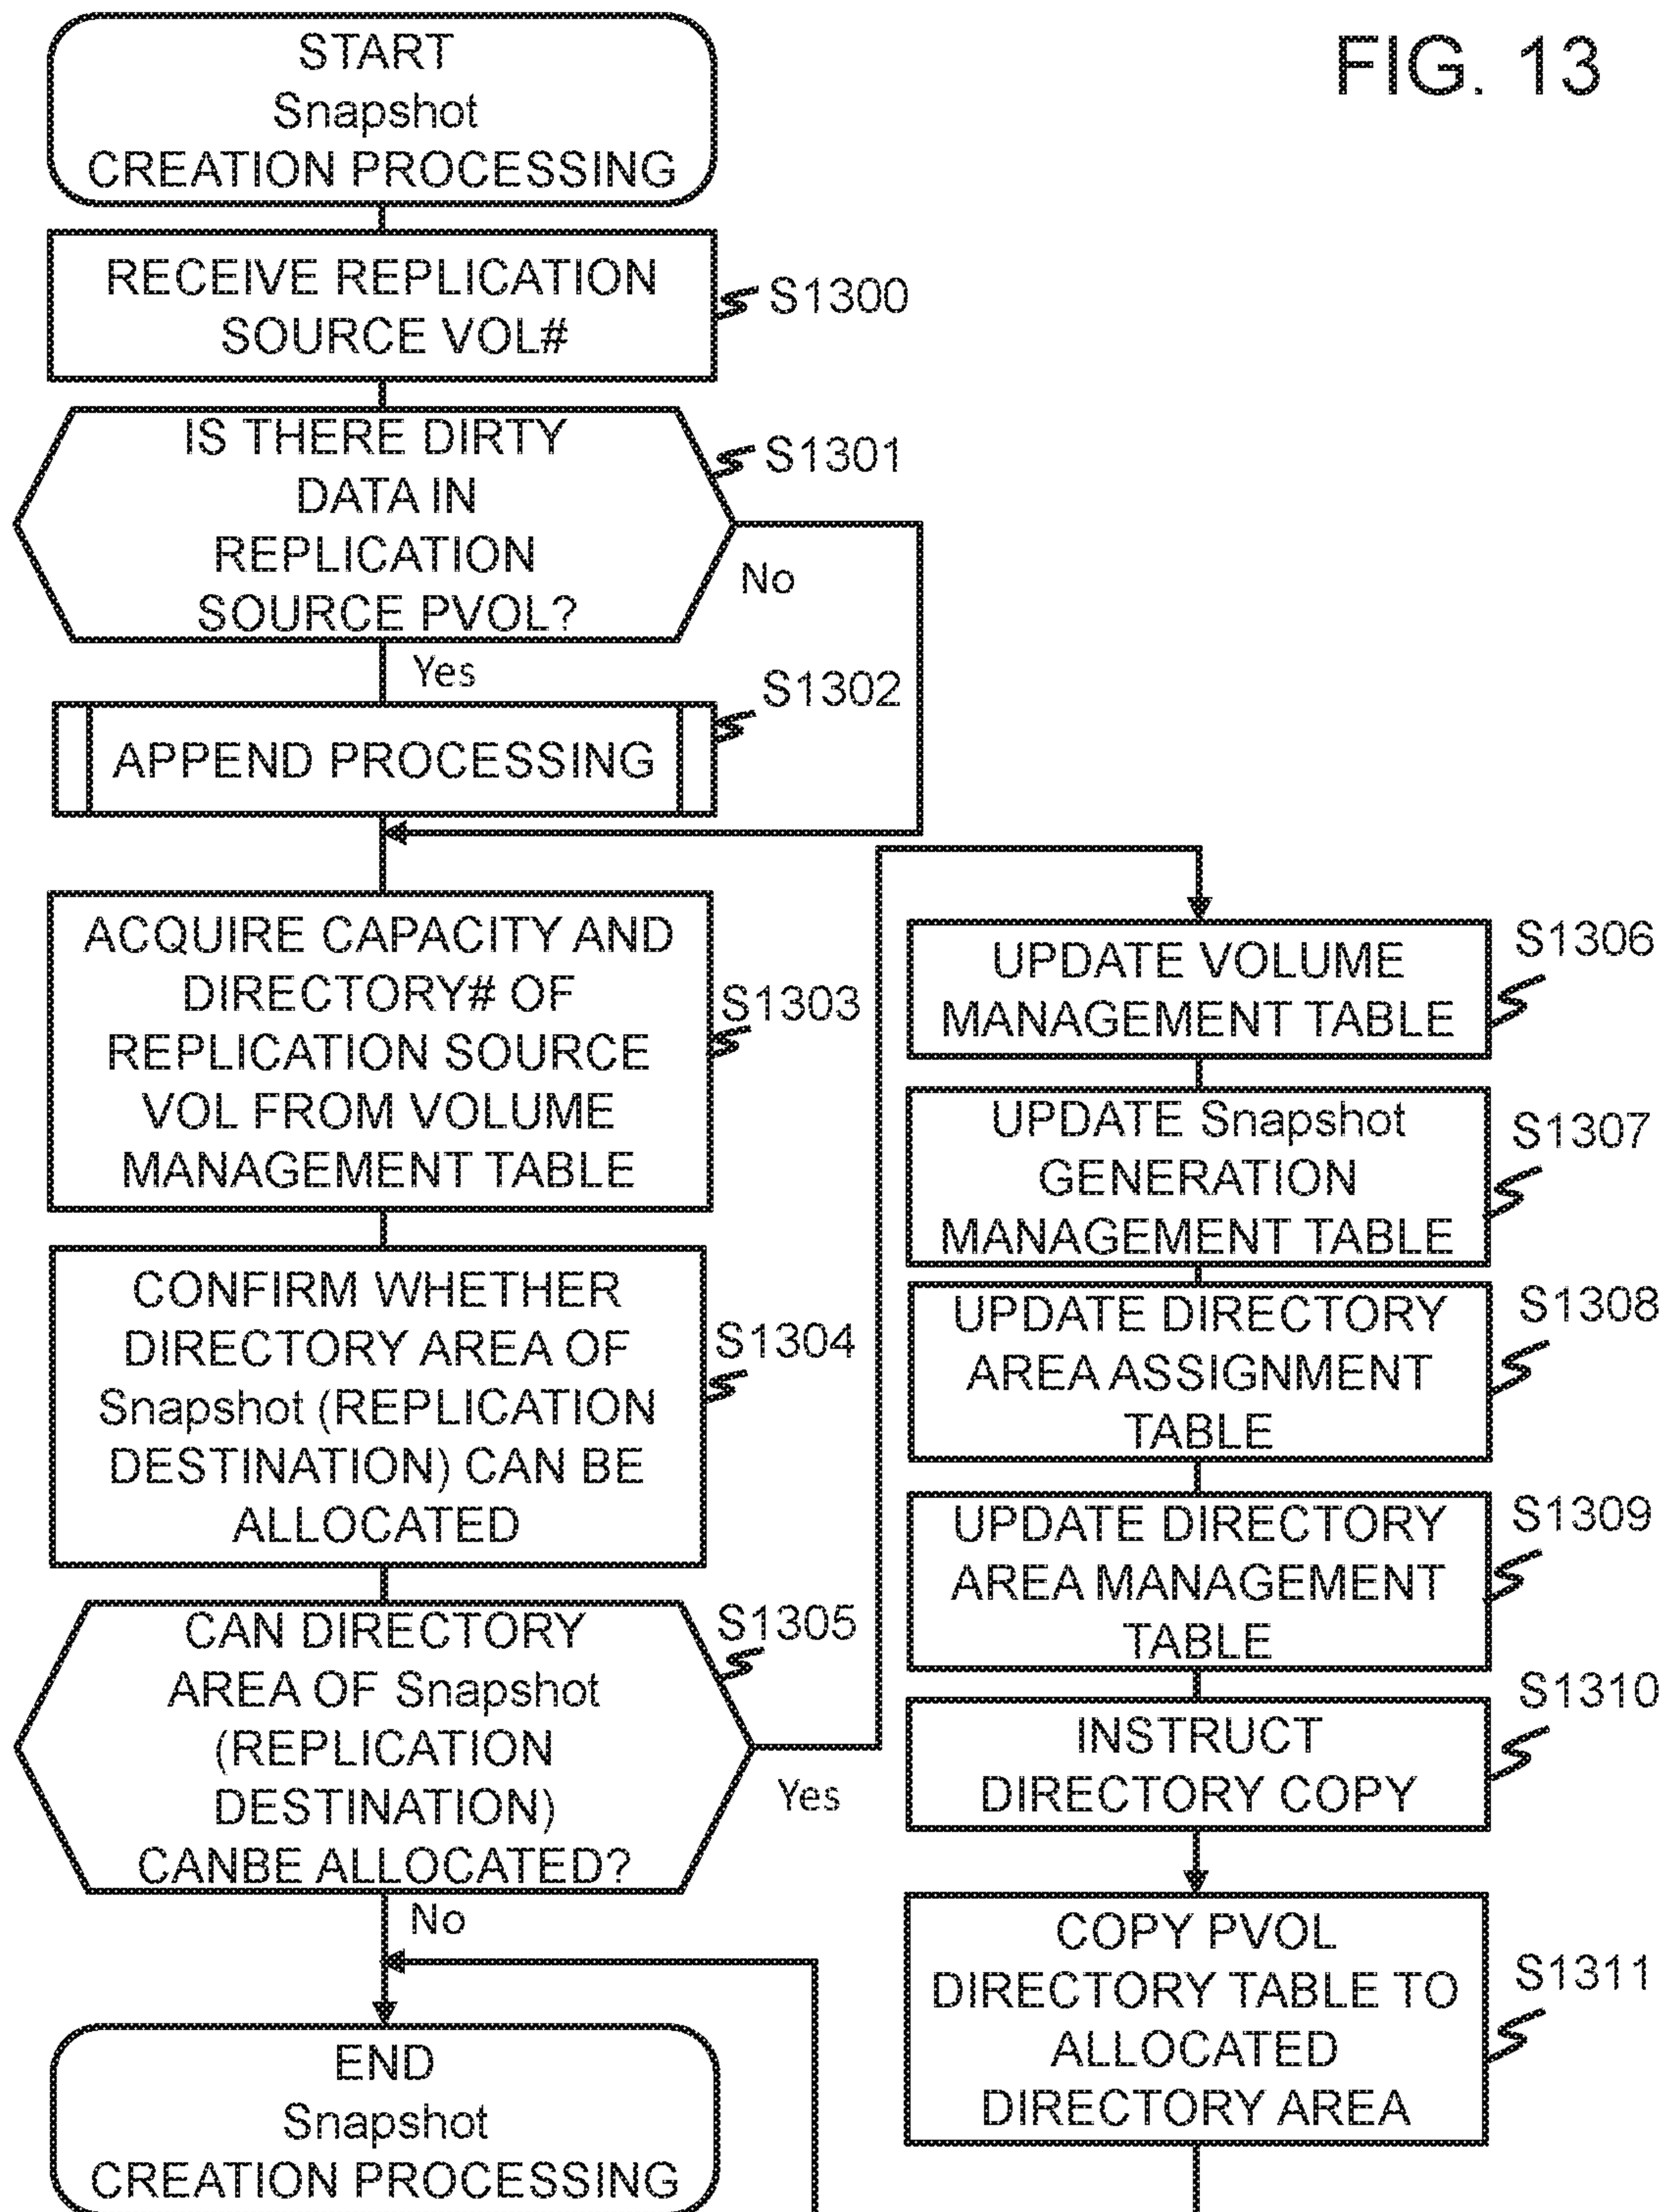 FIG. 13
START
Snapshot
CREATION PROCESSING
RECEIVE REPLICATION
SOURCE VOL#
S1300
IS THERE DIRTY
DATA IN
REPLICATION
SOURCE PVOL?
S1301
No
Yes
APPEND PROCESSING
S1302
ACQUIRE CAPACITY AND
DIRECTORY# OF
REPLICATION SOURCE
VOL FROM VOLUME
MANAGEMENT TABLE
S1303
CONFIRM WHETHER
DIRECTORY AREA OF
Snapshot (REPLICATION
DESTINATION) CAN BE
ALLOCATED
S1304
CAN DIRECTORY
AREA OF Snapshot
(REPLICATION
DESTINATION)
CANBE ALLOCATED?
S1305
Yes
No
END
Snapshot
CREATION PROCESSING
UPDATE VOLUME
MANAGEMENT TABLE
S1306
UPDATE Snapshot
GENERATION
MANAGEMENT TABLE
S1307
UPDATE DIRECTORY
AREA ASSIGNMENT
TABLE
S1308
UPDATE DIRECTORY
AREA MANAGEMENT
TABLE
S1309
INSTRUCT
DIRECTORY COPY
S1310
COPY PVOL
DIRECTORY TABLE TO
ALLOCATED
DIRECTORY AREA
S1311